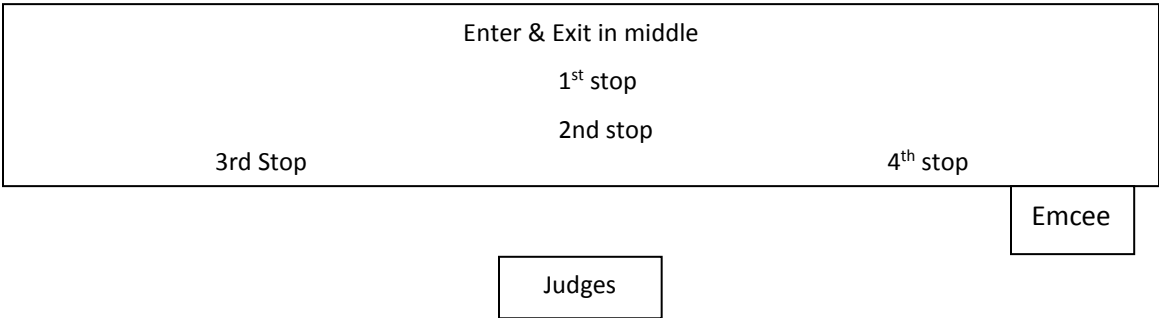 Enter & Exit in middle
1st stop
2nd stop
3rd Stop
4th stop
Emcee
Judges